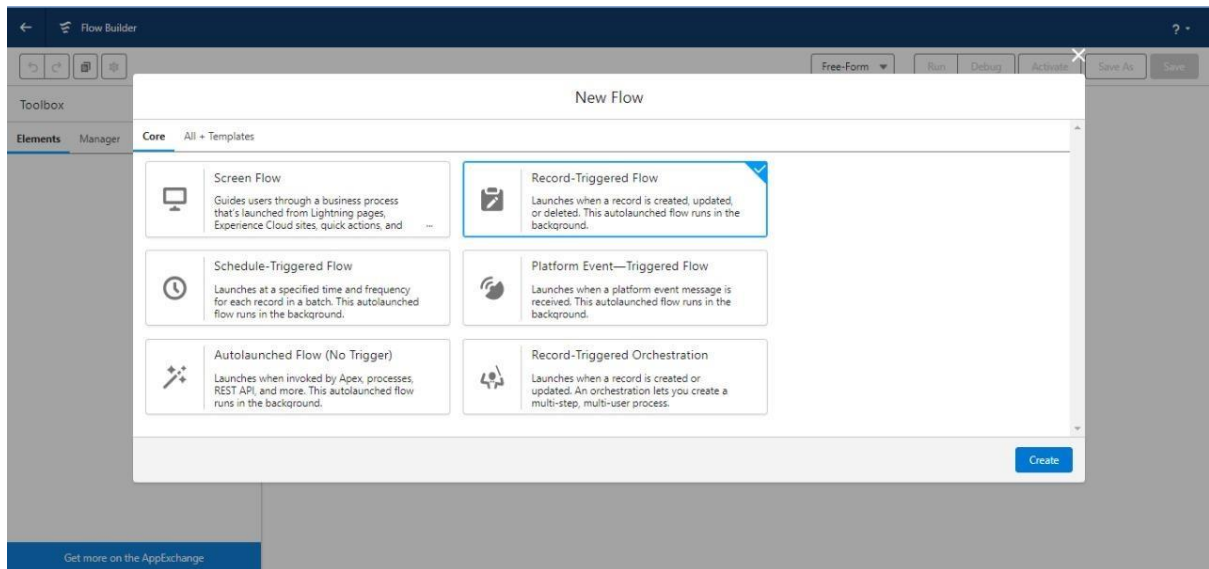 Flow Builder
?
Free-Form
Run
Debug
Activate
Save As
Save
Toolbox
New Flow
Elements
Manager
Core
All + Templates
Screen Flow
Guides users through a business process
that's launched from Lightning pages,
Experience Cloud sites, quick actions, and ...
Record-Triggered Flow
Launches when a record is created, updated,
or deleted. This autolaunched flow runs in the
background.
Schedule-Triggered Flow
Launches at a specified time and frequency
for each record in a batch. This autolaunched
flow runs in the background.
Platform Event—Triggered Flow
Launches when a platform event message is
received. This autolaunched flow runs in the
background.
Autolaunched Flow (No Trigger)
Launches when invoked by Apex, processes,
REST API, and more. This autolaunched flow
runs in the background.
Record-Triggered Orchestration
Launches when a record is created or
updated. An orchestration lets you create a
multi-step, multi-user process.
Create
Get more on the AppExchange